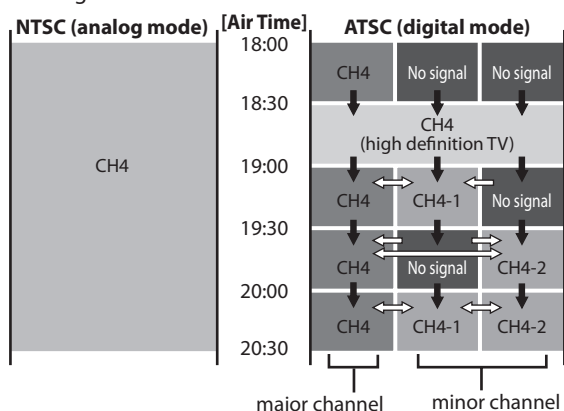 NTSC (analog mode) [Air Time] ATSC (digital mode)
18:00
CH4 No signal No signal
18:30
CH4
(high definition TV)
CH4
19:00
CH4 CH4-1 No signal
19:30
CH4 No signal CH4-2
20:00
CH4 CH4-1 CH4-2
20:30
major channel minor channel